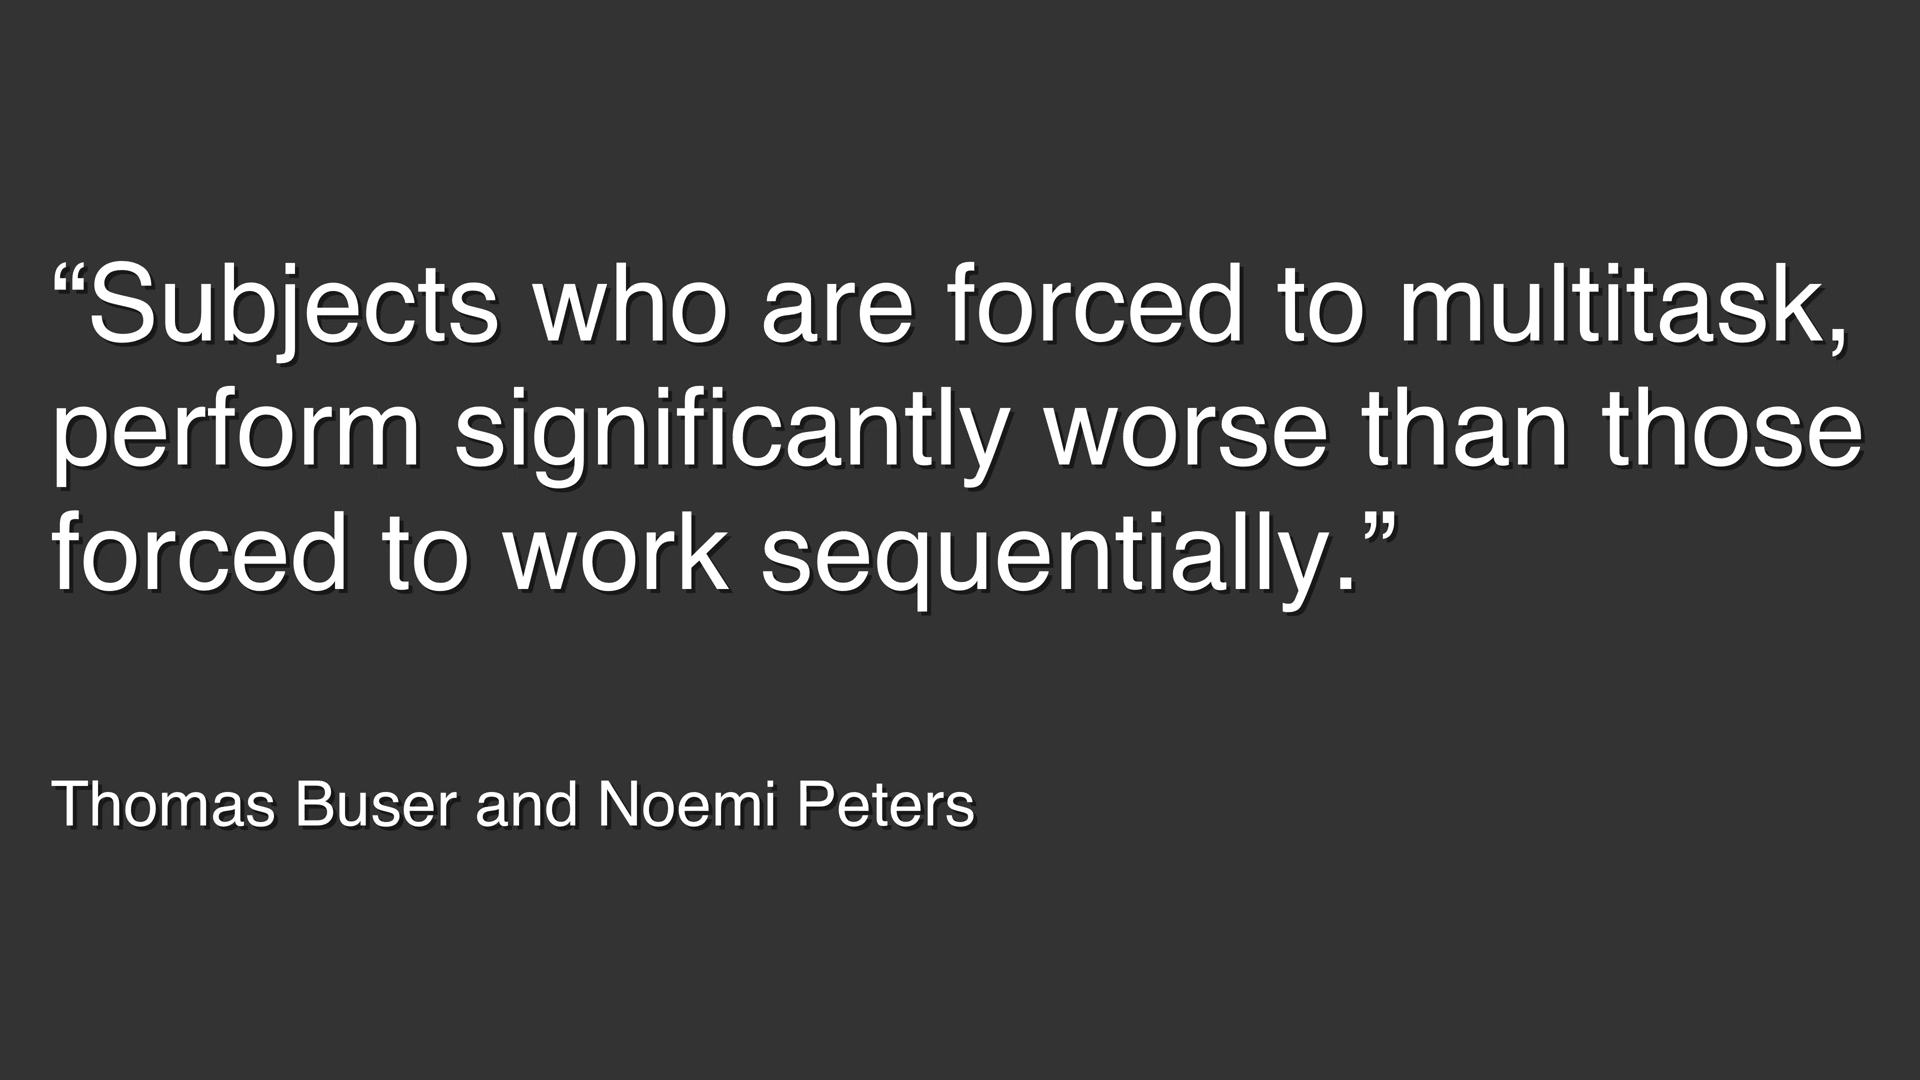 “Subjects who are forced to multitask,
perform significantly worse than those
forced to work sequentially.”
Thomas Buser and Noemi Peters